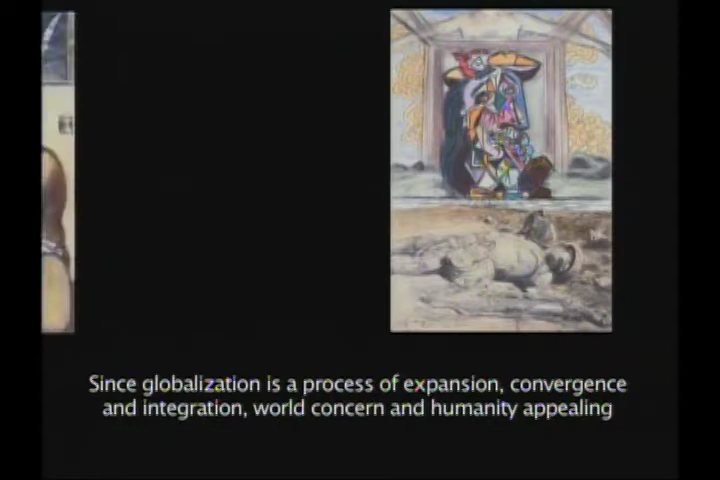 Since globalization is a process of expansion, convergence
and integration, world concern and humanity appealing